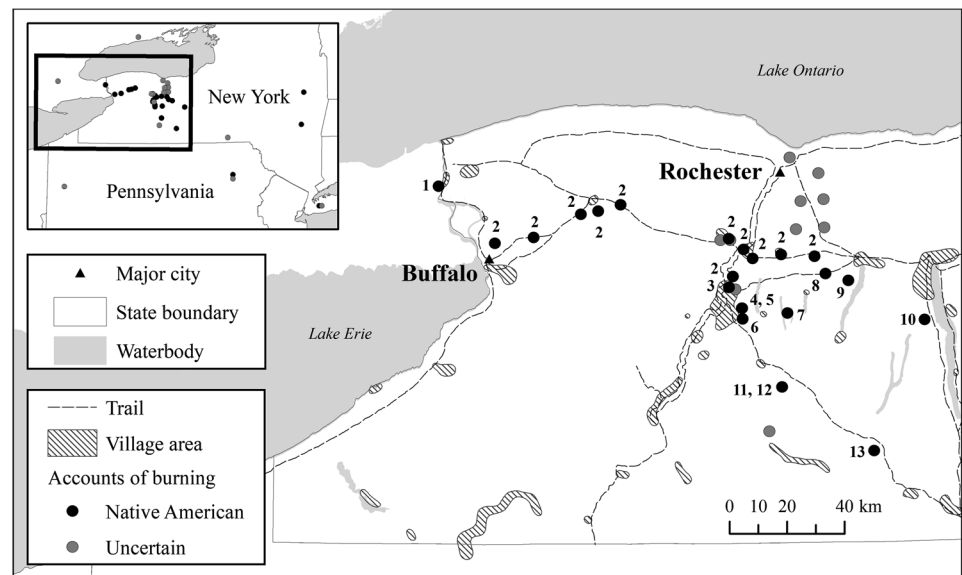 New York
Pennsylvania
Major city
State boundary
Waterbody
Trail
Village area
Accounts of burning
Native American
Uncertain
Lake Ontario
Rochester
Buffalo
Lake Erie
1
2
2
2
2
2
2
2
2
2
2
2
3
4, 5
6
7
8
9
10
11, 12
13
0 10 20 40 km